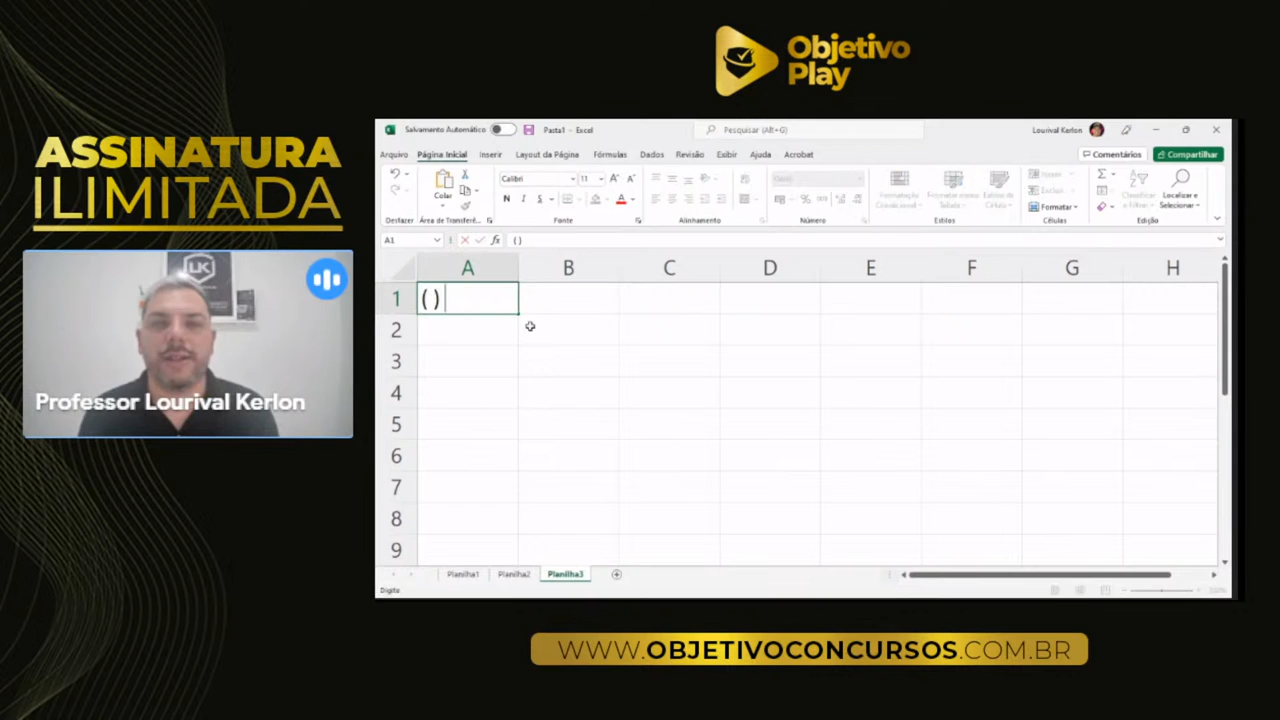 Objetivo
Play
ASSINATURA
ILIMITADA
Professor Lourival Kerlon
LK
Salvamento Automático
Pasta1 - Excel
Pesquisar (Alt+G)
Lourival Kerlon
Arquivo Página Inicial Inserir Layout da Página Fórmulas Dados Revisão Exibir Ajuda Acrobat
Comentários Compartilhar
Colar
Calibri 11
N I S
Formatar
Localizar e
Selecionar
Desfazer Área de Transferê... Fonte Alinhamento Número Estilos Células Edição
A1 fx ()
A B C D E F G H
1 ()
2
3
4
5
6
7
8
9
Planilha1 Planilha2 Planilha3
Digite
WWW.OBJETIVOCONCURSOS.COM.BR